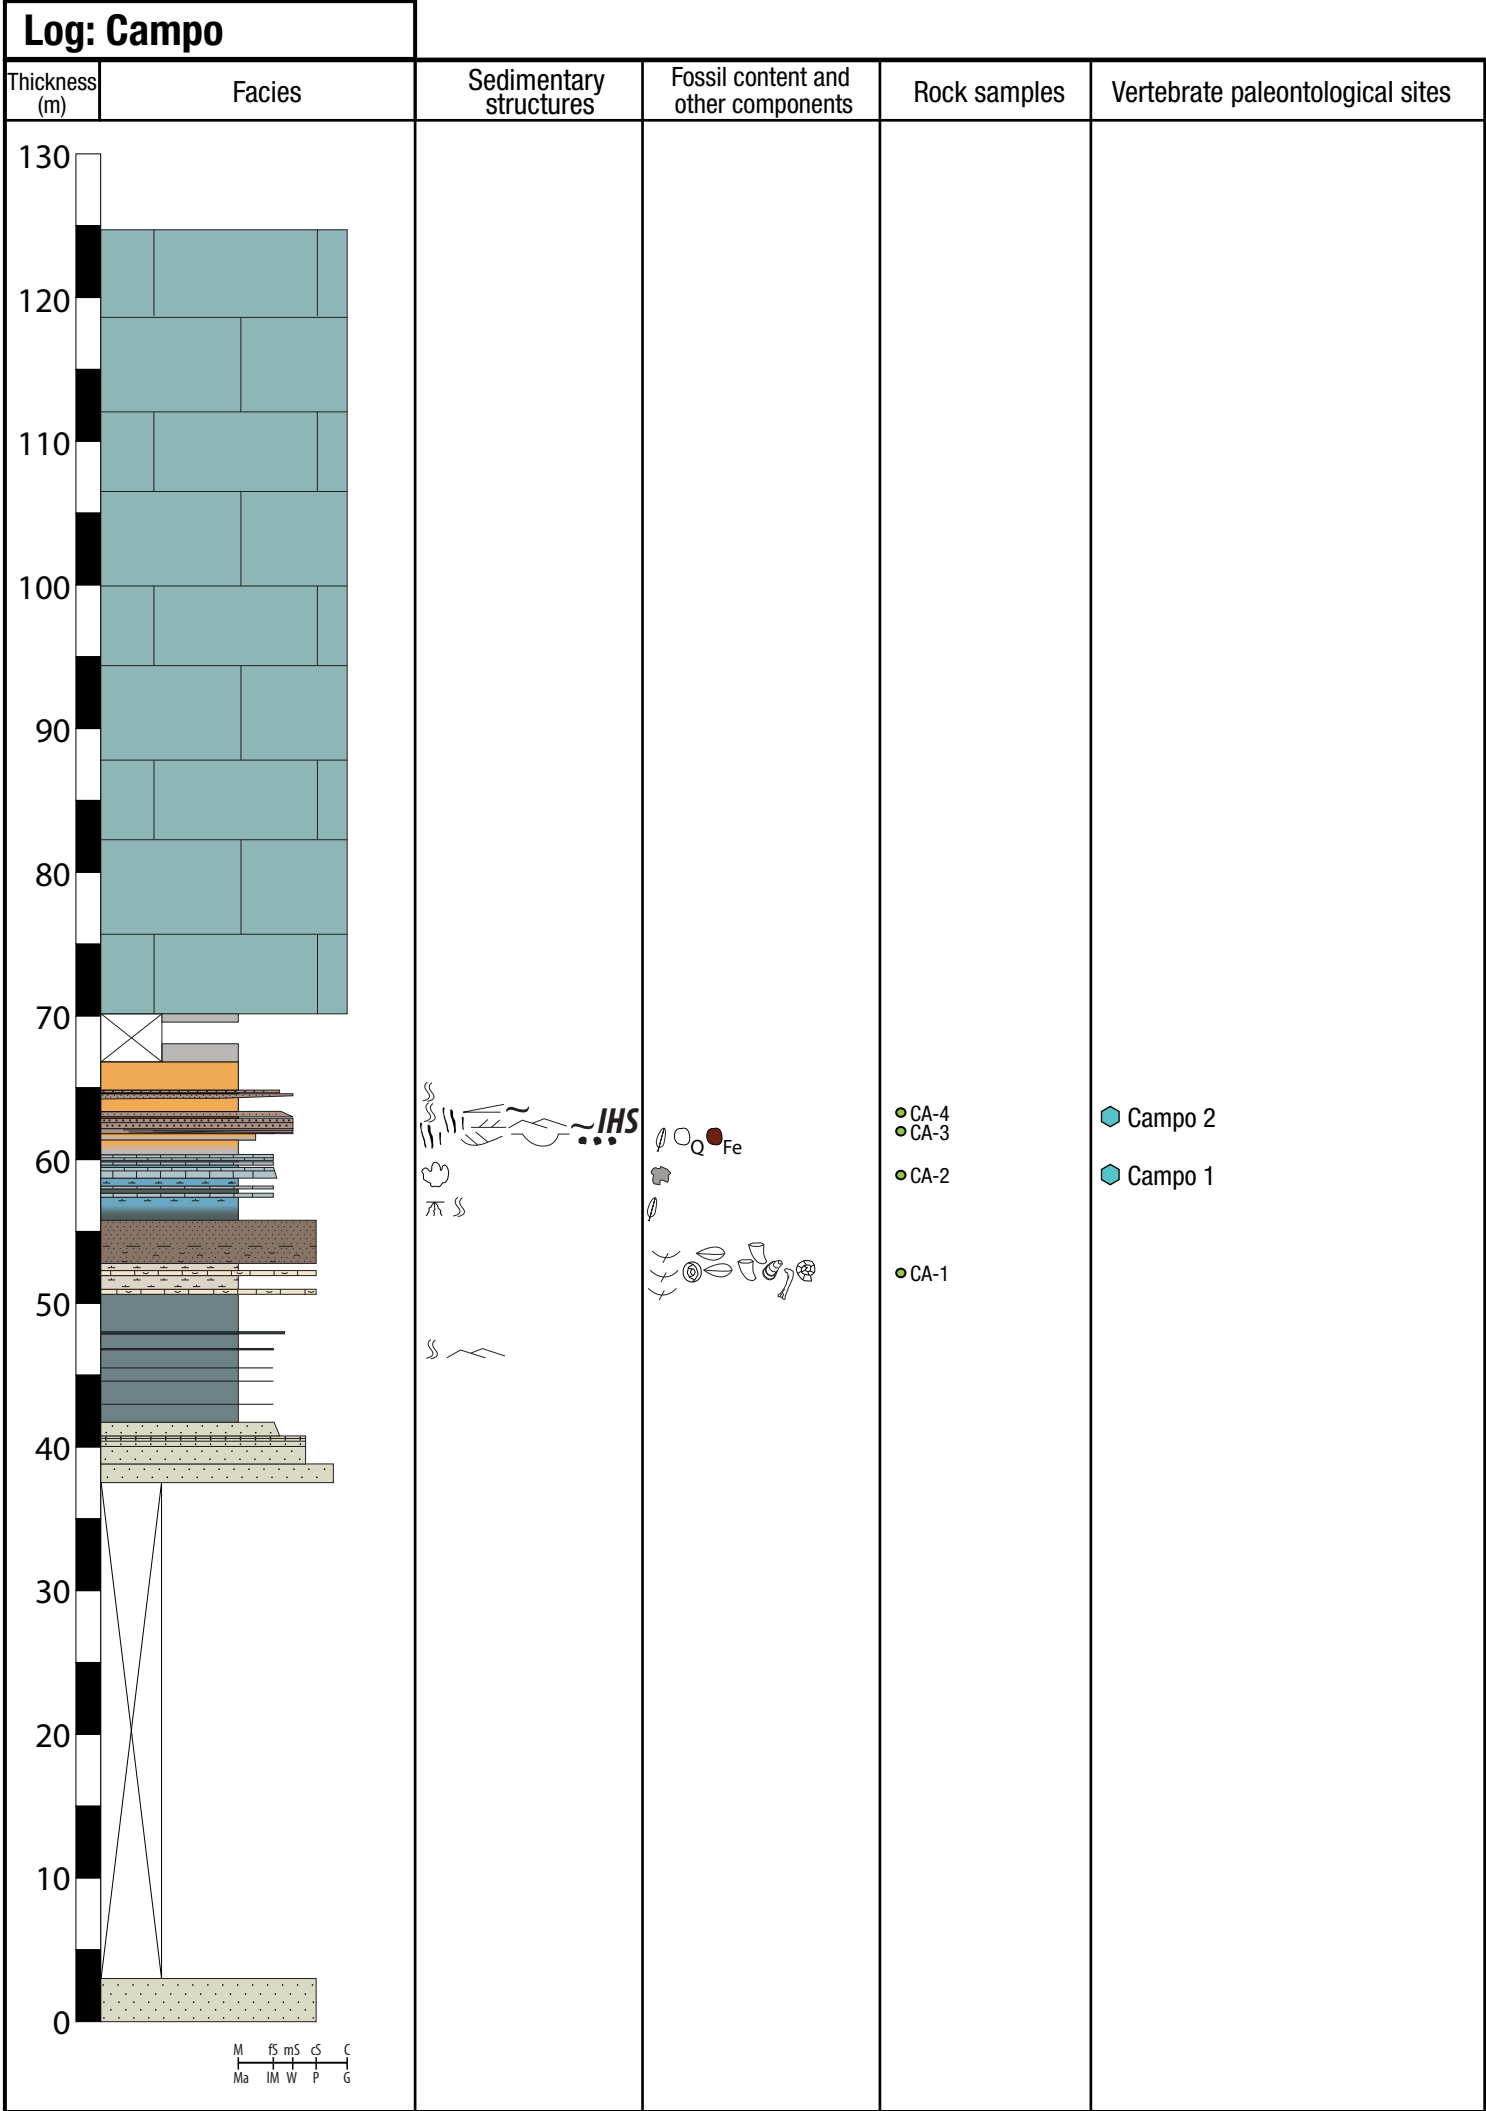 Log: Campo
Thickness
(m)
Facies
Sedimentary
structures
Fossil content and
other components
Rock samples
Vertebrate paleontological sites
130
120
110
100
90
80
70
60
50
40
30
20
10
0
IHS
Q
Fe
CA-4
CA-3
CA-2
CA-1
Campo 2
Campo 1
M fS mS cS C
Ma lM W P G